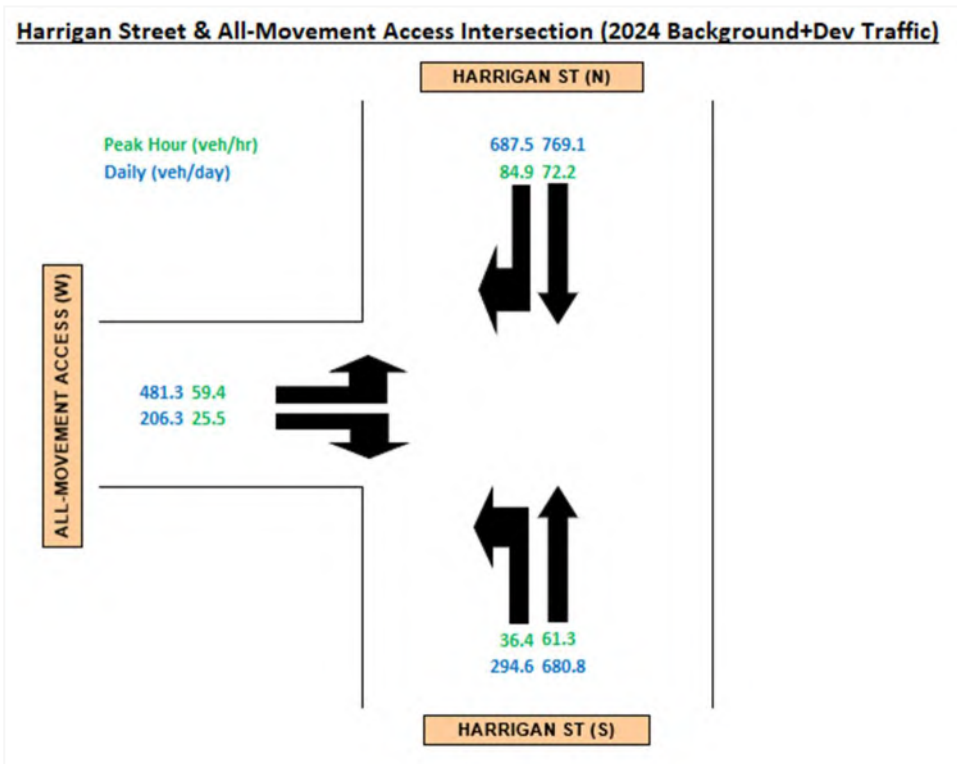 Harrigan Street & All-Movement Access Intersection (2024 Background+Dev Traffic)
HARRIGAN ST (N)
Peak Hour (veh/hr)
Daily (veh/day)
687.5 769.1
84.9 72.2
ALL-MOVEMENT ACCESS (W)
481.3 59.4
206.3 25.5
36.4 61.3
294.6 680.8
HARRIGAN ST (S)